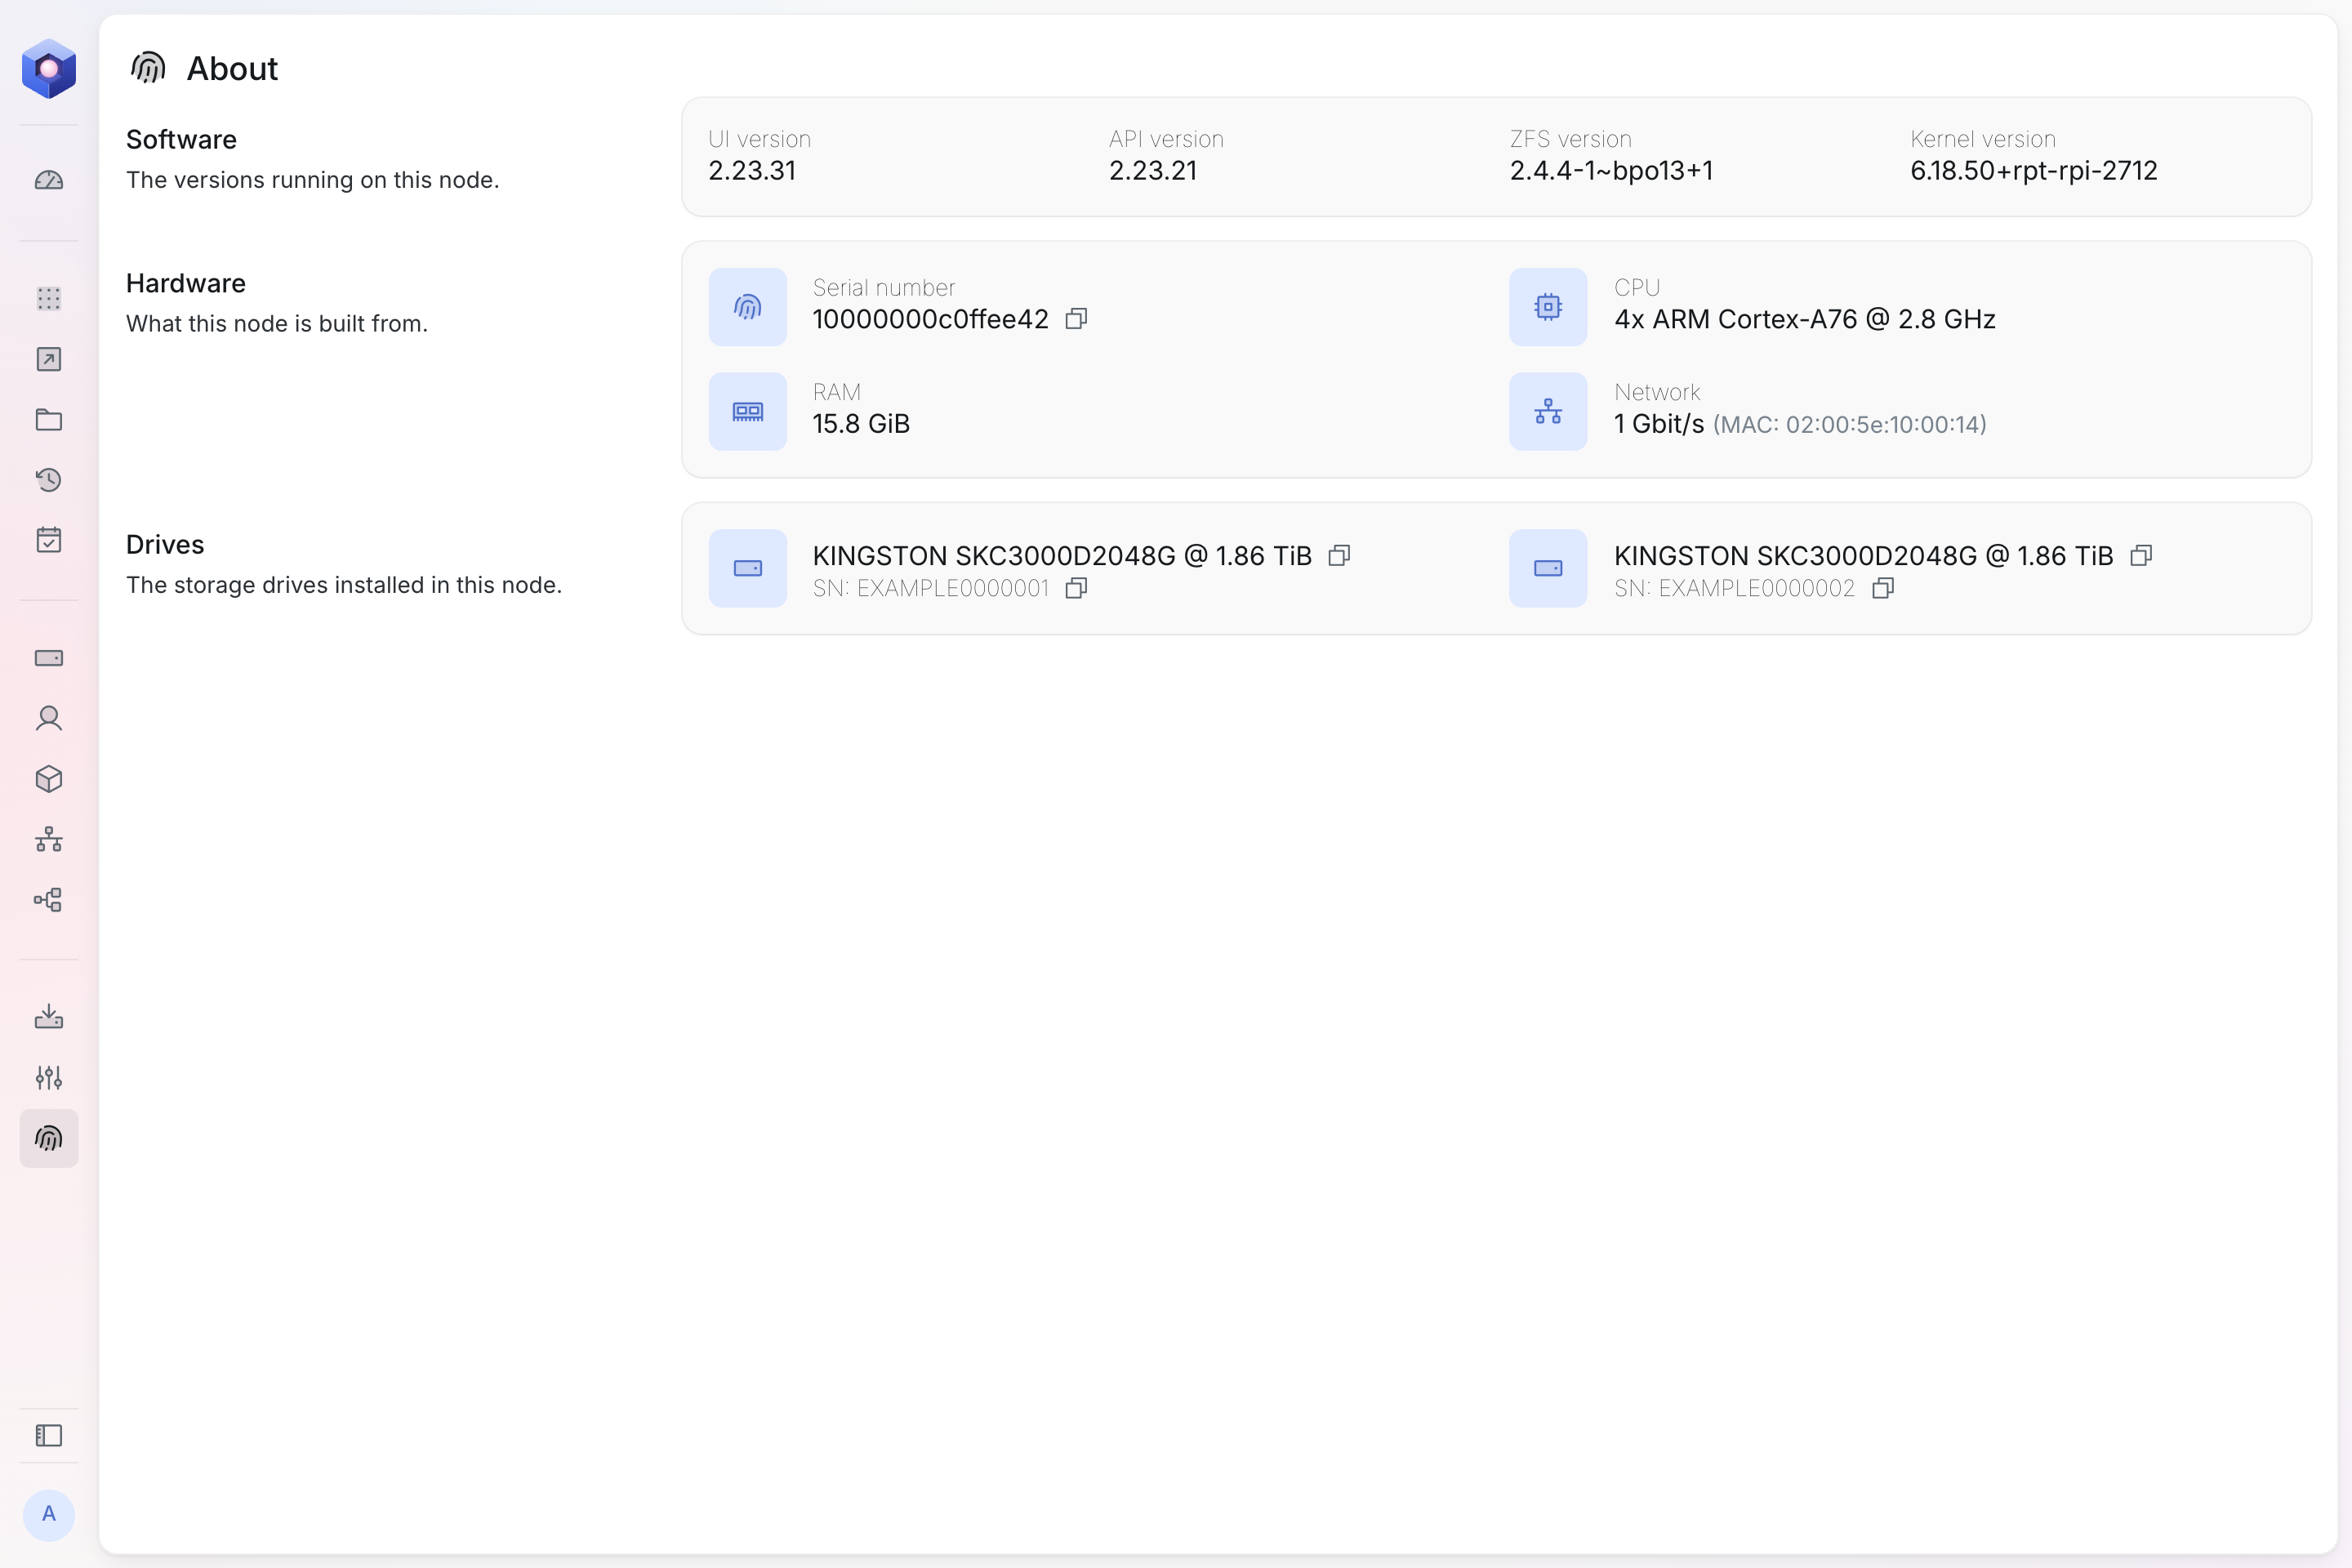 About
Software
The versions running on this node.
UI version
2.23.31
API version
2.23.21
ZFS version
2.4.4-1~bpo13+1
Kernel version
6.18.50+rpt-rpi-2712
Hardware
What this node is built from.
Serial number
10000000c0ffee42
CPU
4x ARM Cortex-A76 @ 2.8 GHz
RAM
15.8 GiB
Network
1 Gbit/s (MAC: 02:00:5e:10:00:14)
Drives
The storage drives installed in this node.
KINGSTON SKC3000D2048G @ 1.86 TiB
SN: EXAMPLE0000001
KINGSTON SKC3000D2048G @ 1.86 TiB
SN: EXAMPLE0000002
A